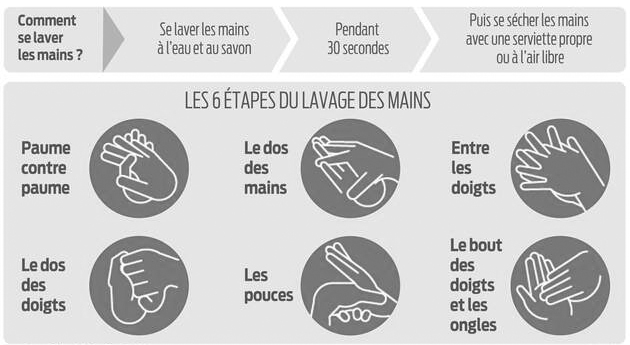 Comment
se laver
les mains ?
Se laver les mains
à l'eau et au savon
Pendant
30 secondes
Puis se sécher les mains
avec une serviette propre
ou à l'air libre
LES 6 ÉTAPES DU LAVAGE DES MAINS
Paume
contre
paume
Le dos
des
mains
Entre
les
doigts
Le dos
des
doigts
Les
pouces
Le bout
des
doigts
et les
ongles